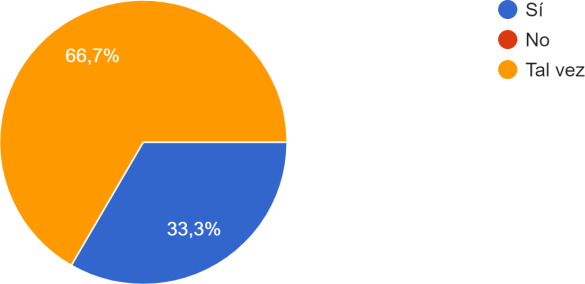 Sí
No
Tal vez
66,7%
33,3%